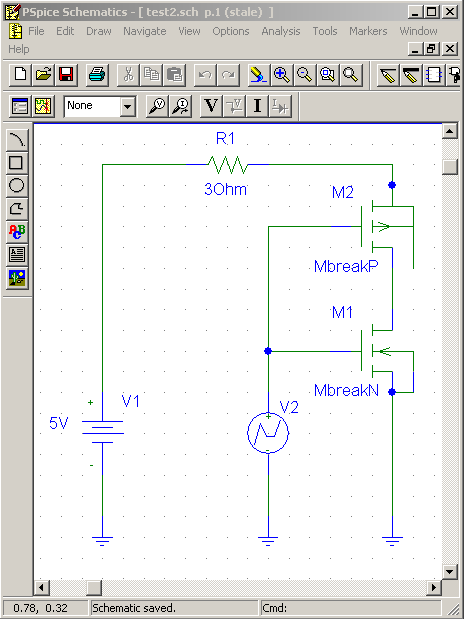 PSpice Schematics - [ test2.sch p.1 (stale) ]
File Edit Draw Navigate View Options Analysis Tools Markers Window
Help
None
V V I
V V I I
ABC
R1
3Ohm
M2
MbreakP
M1
MbreakN
+
V1
5V
-
V2
+
-
0.78, 0.32 Schematic saved. Cmd: